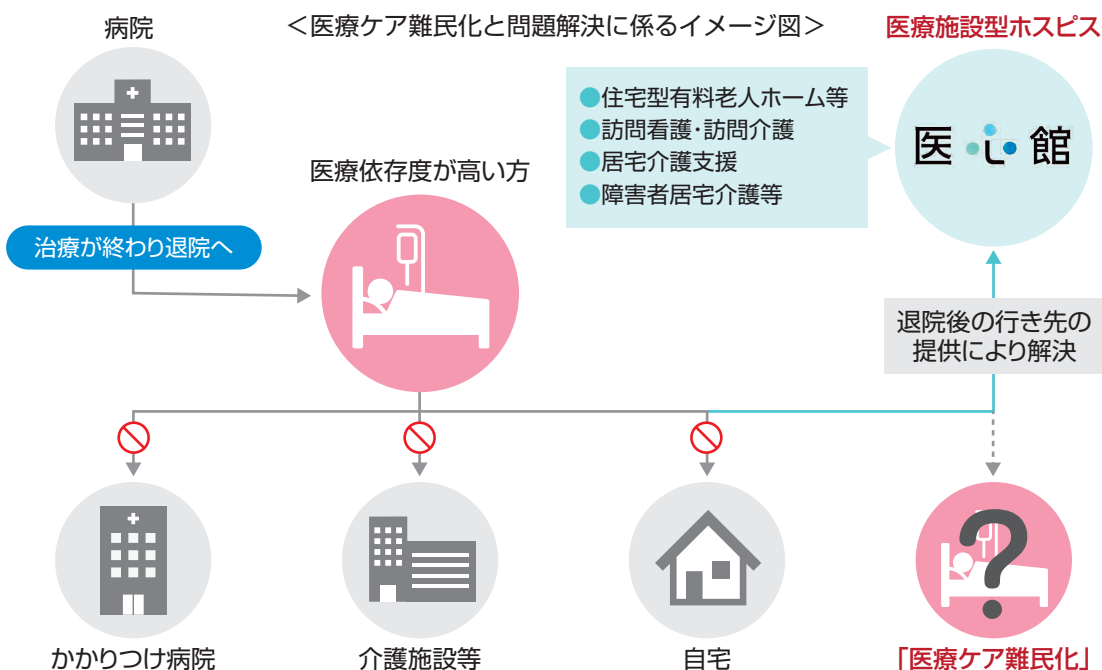 <医療ケア難民化と問題解決に係るイメージ図>
病院
医療施設型ホスピス
●住宅型有料老人ホーム等
●訪問看護・訪問介護
●居宅介護支援
●障害者居宅介護等
医心館
医療依存度が高い方
治療が終わり退院へ
退院後の行き先の
提供により解決
かかりつけ病院
介護施設等
自宅
「医療ケア難民化」